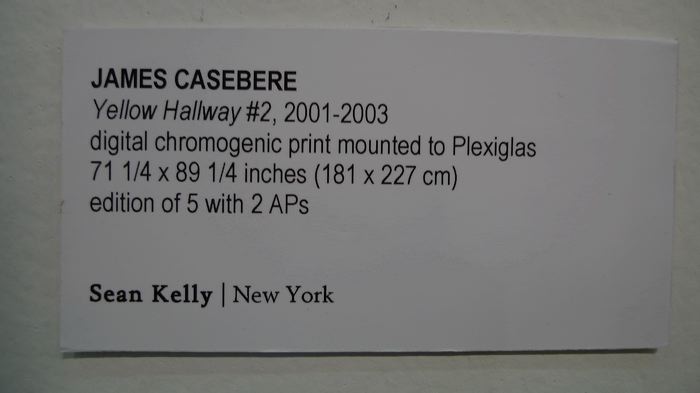 JAMES CASEBERE
Yellow Hallway #2, 2001-2003
digital chromogenic print mounted to Plexiglas
71 1/4 x 89 1/4 inches (181 x 227 cm)
edition of 5 with 2 APs
Sean Kelly | New York